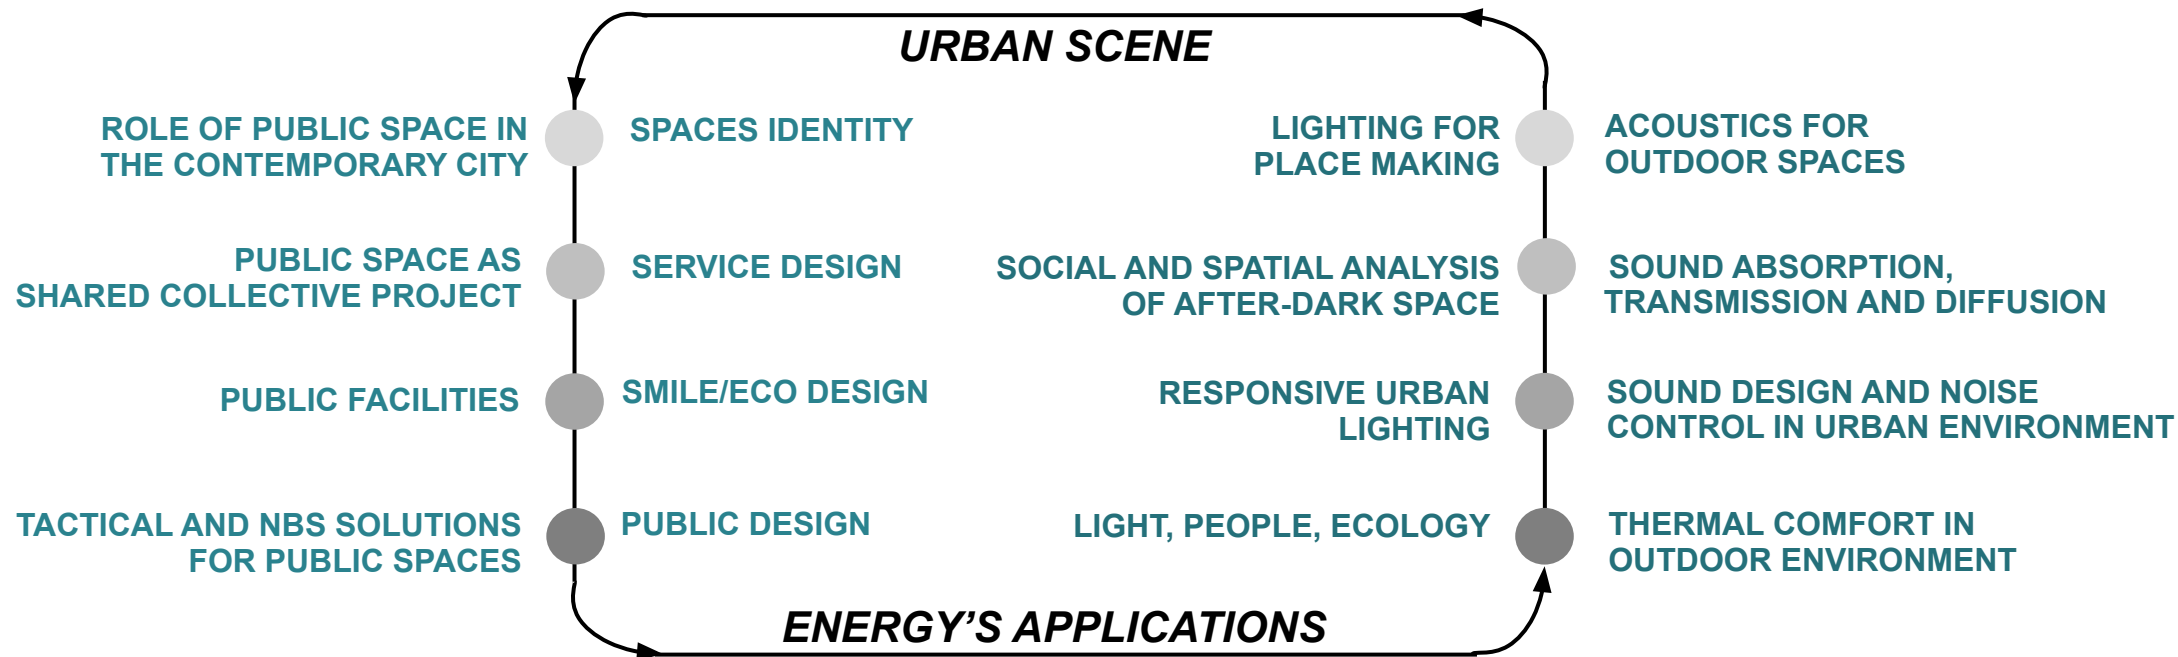 URBAN SCENE
ROLE OF PUBLIC SPACE IN
THE CONTEMPORARY CITY
SPACES IDENTITY
LIGHTING FOR
PLACE MAKING
ACOUSTICS FOR
OUTDOOR SPACES
PUBLIC SPACE AS
SHARED COLLECTIVE PROJECT
SERVICE DESIGN
SOCIAL AND SPATIAL ANALYSIS
OF AFTER-DARK SPACE
SOUND ABSORPTION,
TRANSMISSION AND DIFFUSION
PUBLIC FACILITIES
SMILE/ECO DESIGN
RESPONSIVE URBAN
LIGHTING
SOUND DESIGN AND NOISE
CONTROL IN URBAN ENVIRONMENT
TACTICAL AND NBS SOLUTIONS
FOR PUBLIC SPACES
PUBLIC DESIGN
LIGHT, PEOPLE, ECOLOGY
THERMAL COMFORT IN
OUTDOOR ENVIRONMENT
ENERGY'S APPLICATIONS